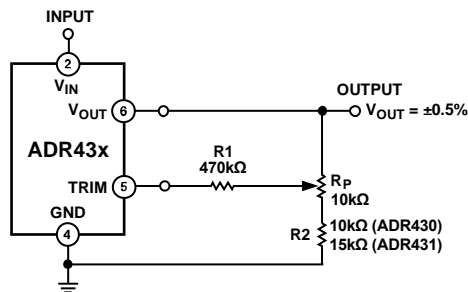 INPUT
2
VIN
VOUT 6
OUTPUT
VOUT = ±0.5%
ADR43x
R1
470kΩ
TRIM 5
RP
10kΩ
GND
4
R2
10kΩ (ADR430)
15kΩ (ADR431)